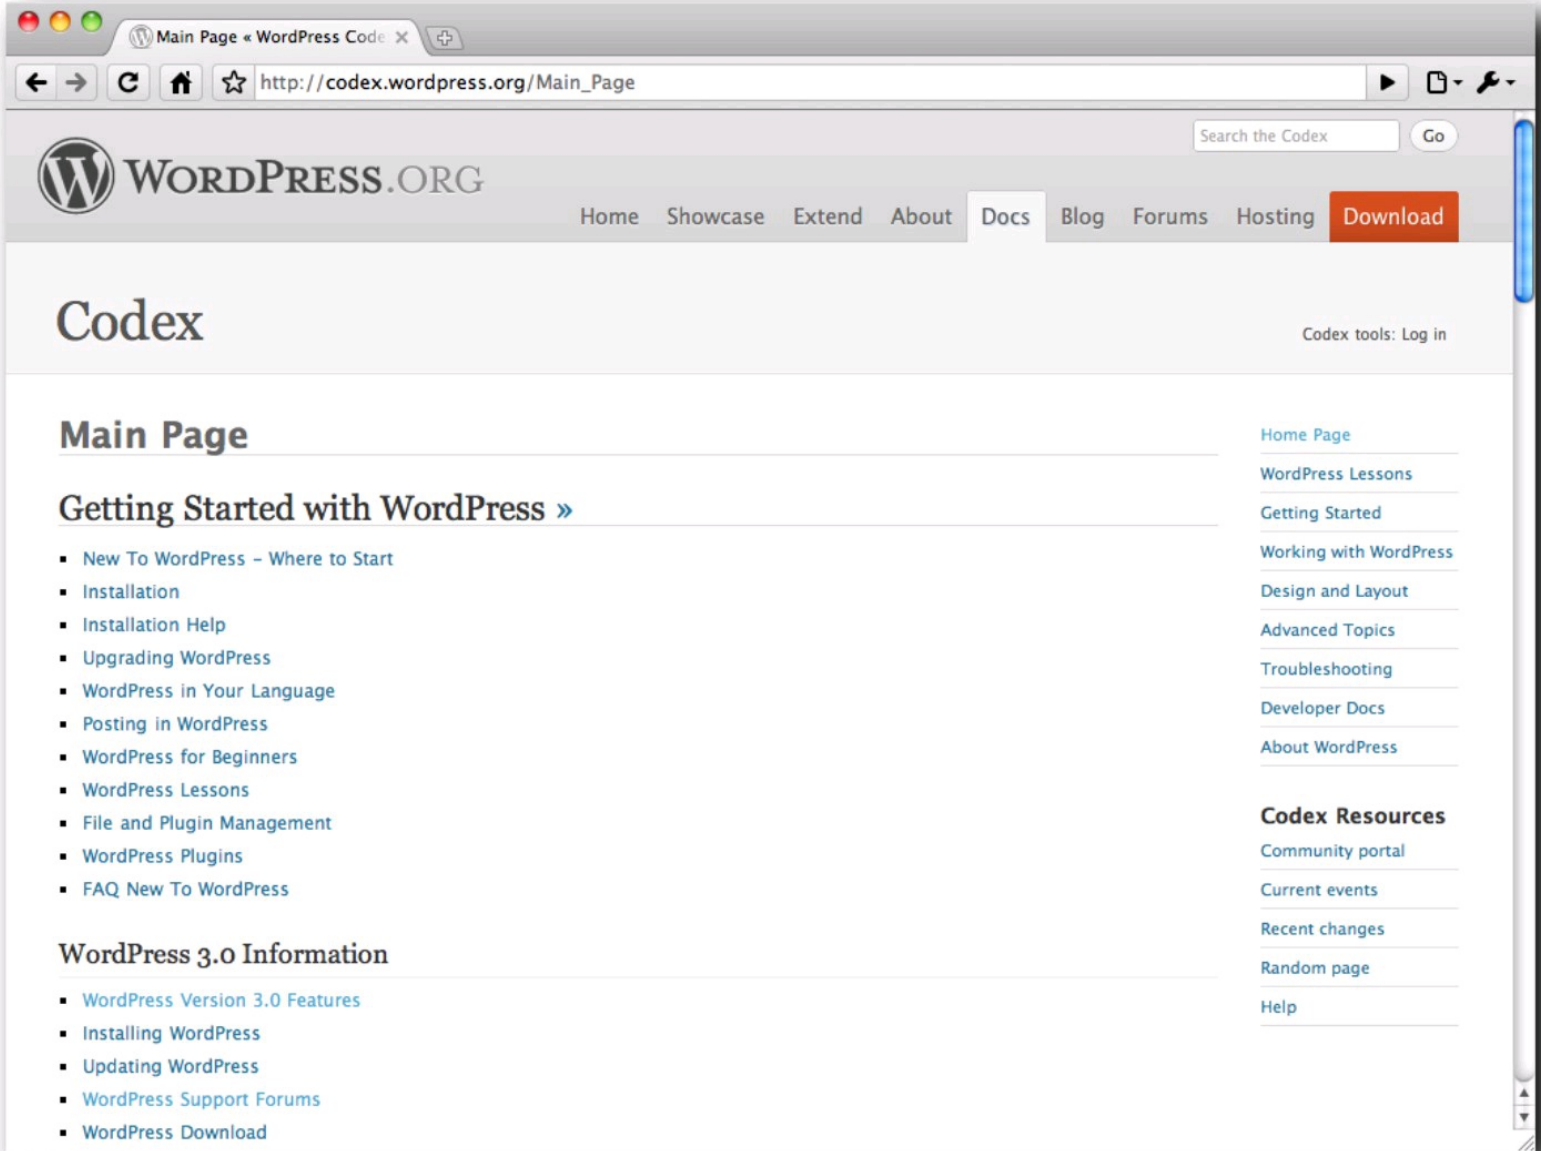 Main Page « WordPress Code
http://codex.wordpress.org/Main_Page
Search the Codex
Go
WORDPRESS.ORG
Home Showcase Extend About Docs Blog Forums Hosting Download
Codex
Codex tools: Log in
Main Page
Getting Started with WordPress »
New To WordPress – Where to Start
Installation
Installation Help
Upgrading WordPress
WordPress in Your Language
Posting in WordPress
WordPress for Beginners
WordPress Lessons
File and Plugin Management
WordPress Plugins
FAQ New To WordPress
WordPress 3.0 Information
WordPress Version 3.0 Features
Installing WordPress
Updating WordPress
WordPress Support Forums
WordPress Download
Home Page
WordPress Lessons
Getting Started
Working with WordPress
Design and Layout
Advanced Topics
Troubleshooting
Developer Docs
About WordPress
Codex Resources
Community portal
Current events
Recent changes
Random page
Help